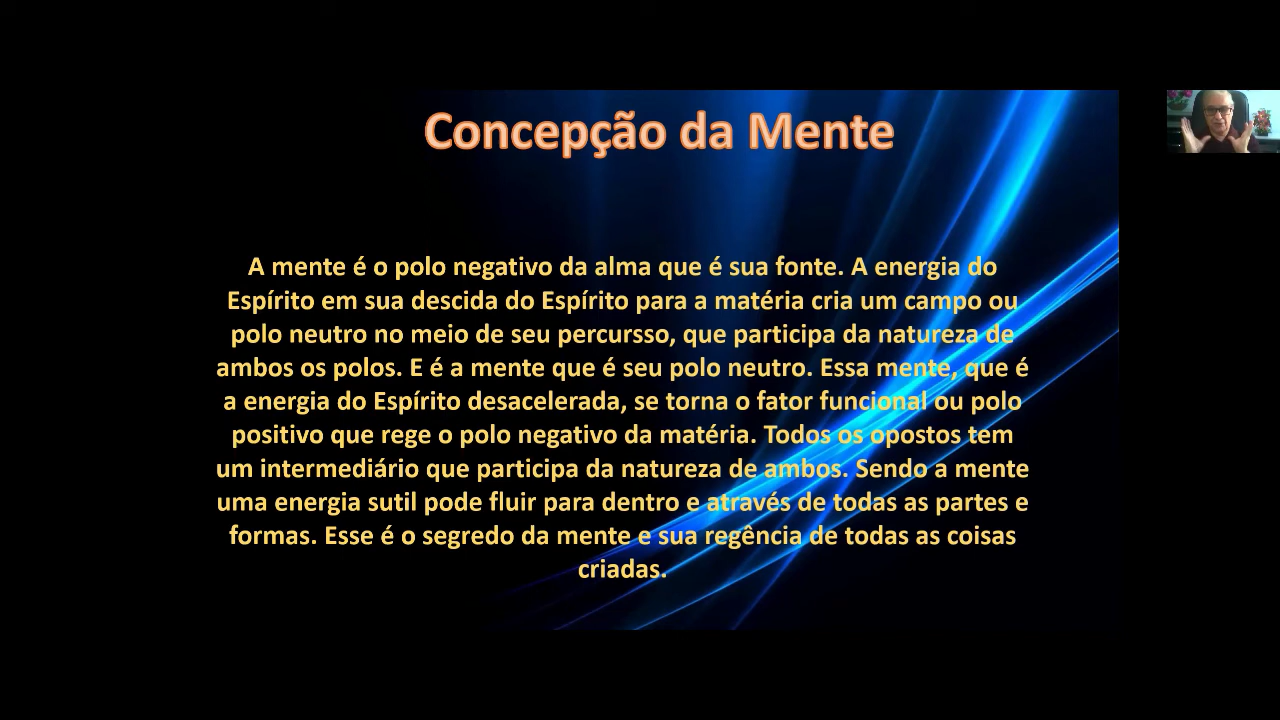 Concepção da Mente
A mente é o polo negativo da alma que é sua fonte. A energia do
Espírito em sua descida do Espírito para a matéria cria um campo ou
polo neutro no meio de seu percursso, que participa da natureza de
ambos os polos. E é a mente que é seu polo neutro. Essa mente, que é
a energia do Espírito desacelerada, se torna o fator funcional ou polo
positivo que rege o polo negativo da matéria. Todos os opostos tem
um intermediário que participa da natureza de ambos. Sendo a mente
uma energia sutil pode fluir para dentro e através de todas as partes e
formas. Esse é o segredo da mente e sua regência de todas as coisas
criadas.